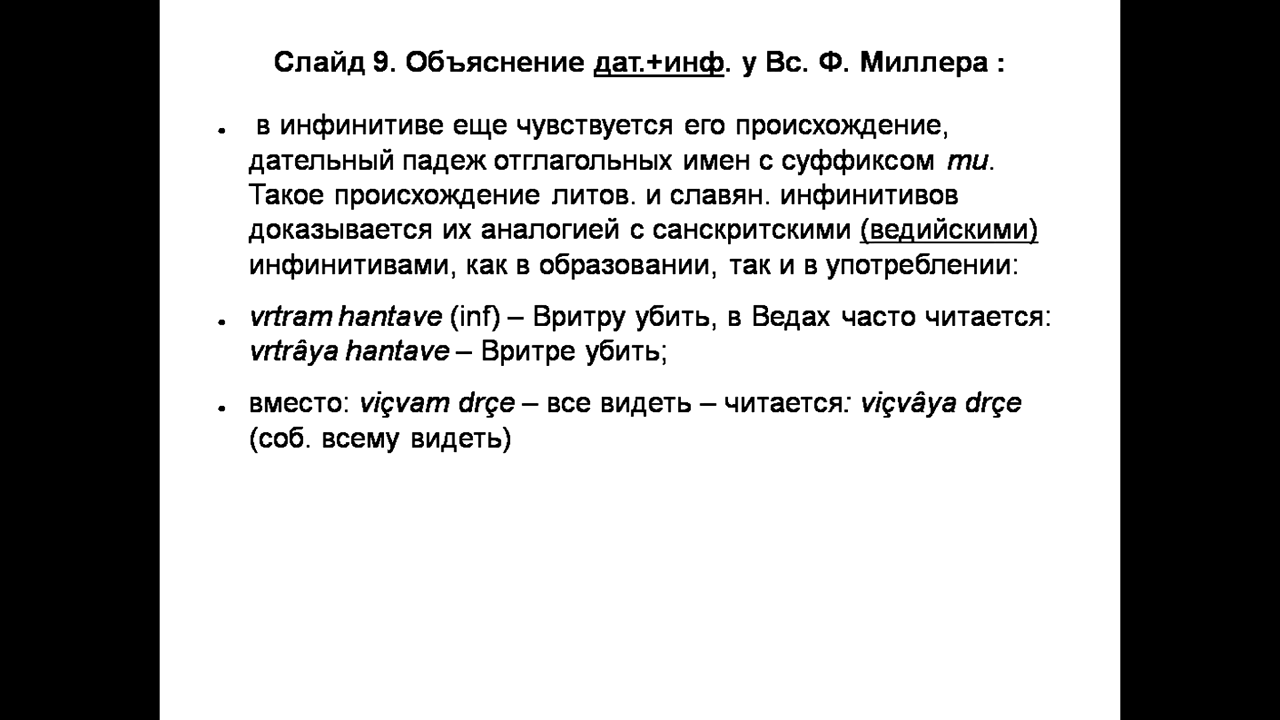 Слайд 9. Объяснение дат.+инф. у Вс. Ф. Миллера :
• в инфинитиве еще чувствуется его происхождение,
дательный падеж отглагольных имен с суффиксом ти.
Такое происхождение литов. и славян. инфинитивов
доказывается их аналогией с санскритскими (ведийскими)
инфинитивами, как в образовании, так и в употреблении:
• vrtram hantave (inf) – Вритру убить, в Ведах часто читается:
vrtrâya hantave – Вритре убить;
• вместо: viçvam drçe – все видеть – читается: viçvâya drçe
(соб. всему видеть)